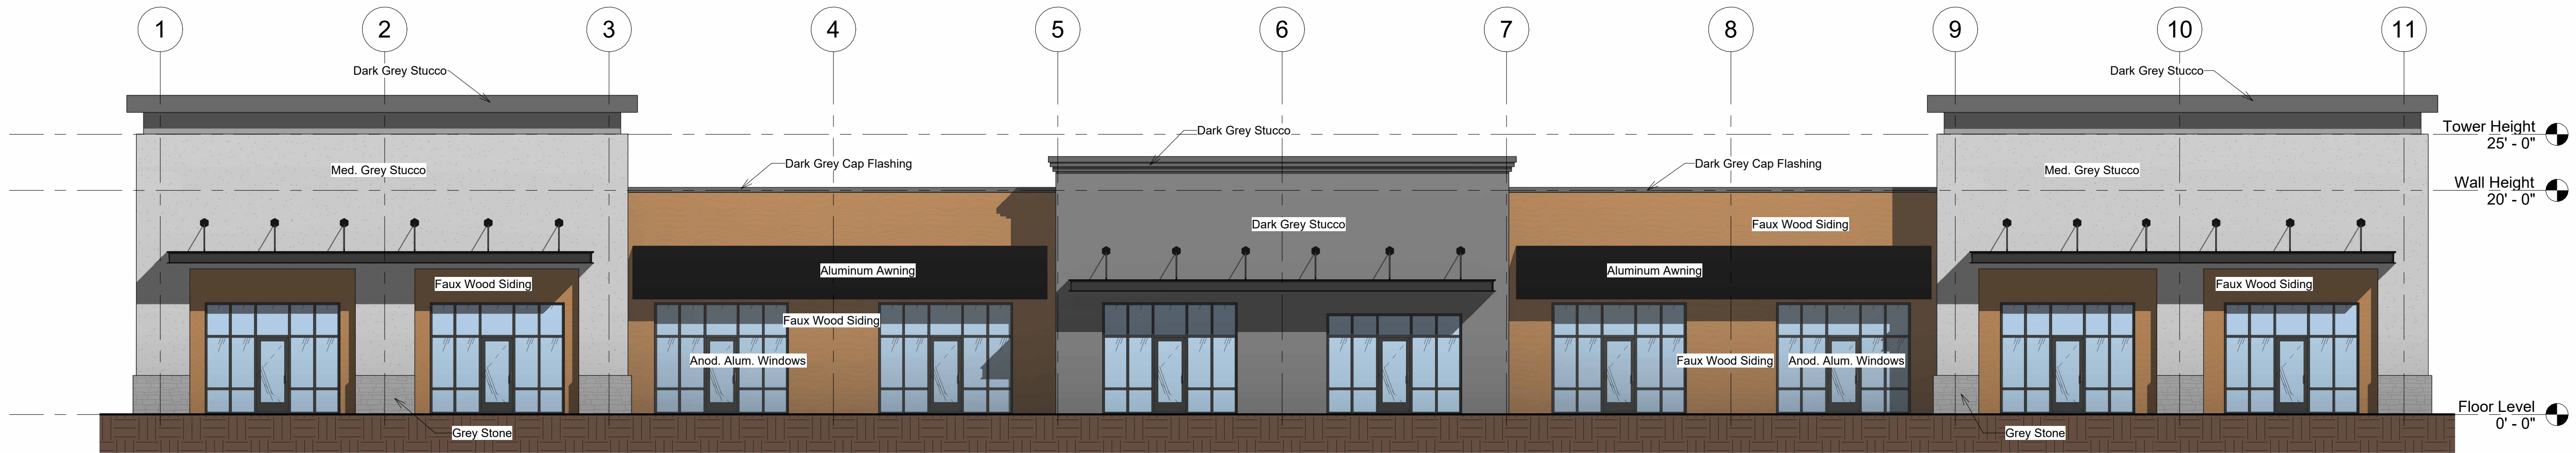 1
2
3
4
5
6
7
8
9
10
11
Dark Grey Stucco
Dark Grey Stucco
Dark Grey Stucco
Tower Height
25' - 0"
Med. Grey Stucco
Dark Grey Cap Flashing
Dark Grey Cap Flashing
Med. Grey Stucco
Wall Height
20' - 0"
Dark Grey Stucco
Faux Wood Siding
Aluminum Awning
Aluminum Awning
Faux Wood Siding
Faux Wood Siding
Faux Wood Siding
Anod. Alum. Windows
Faux Wood Siding
Anod. Alum. Windows
Floor Level
0' - 0"
Grey Stone
Grey Stone